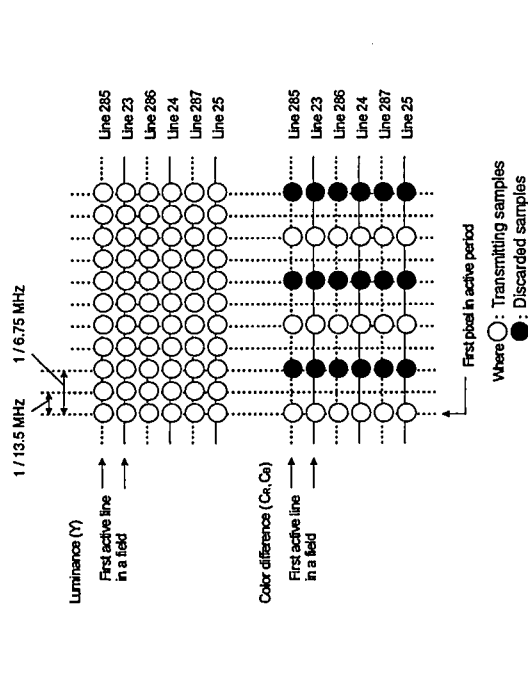 1 / 13.5 MHz
1 / 6.75 MHz
Luminance (Y)
First active line
in a field
Line 285
Line 23
Line 286
Line 24
Line 287
Line 25
Color difference (CR, CB)
First active line
in a field
Line 285
Line 23
Line 286
Line 24
Line 287
Line 25
First pixel in active period
Where : Transmitting samples
: Discarded samples